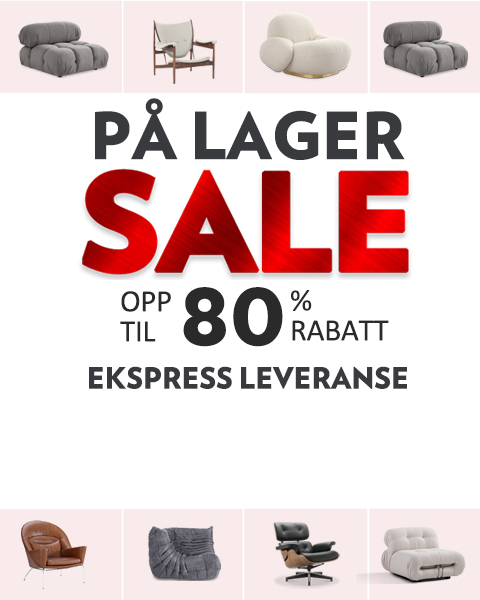 PÅ LAGER
SALE
OPP TIL 80% RABATT
EKSPRESS LEVERANSE